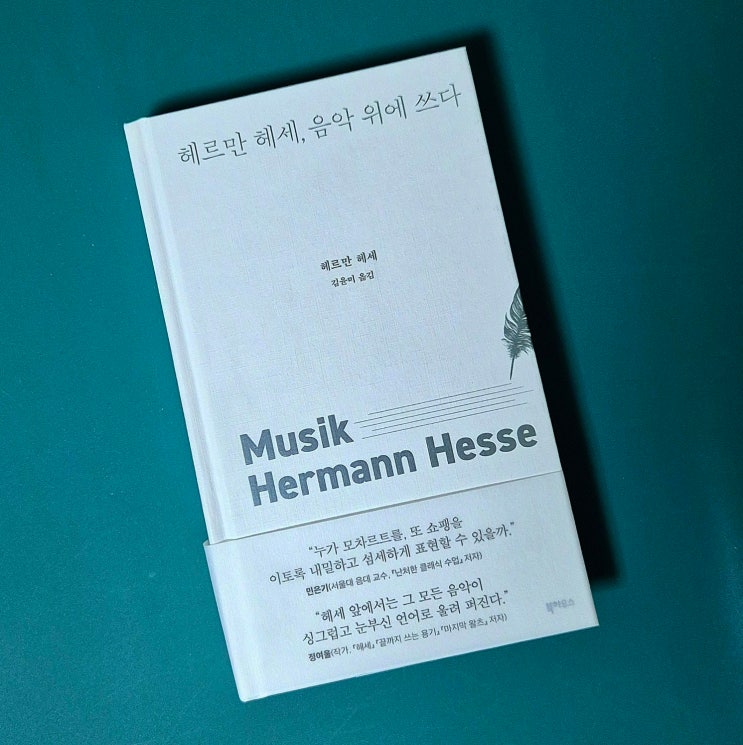 헤르만 헤세, 음악 위에 쓰다
헤르만 헤세
김윤미 옮김
Musik
Hermann Hesse
“누가 모차르트를, 또 쇼팽을
이토록 내밀하고 섬세하게 표현할 수 있을까.”
민은기(서울대 음대 교수, 『난처한 클래식 수업』 저자)
“헤세 앞에서는 그 모든 음악이
싱그럽고 눈부신 언어로 울려 퍼진다.”
정여울(작가, 『헤세』 『끝까지 쓰는 용기』 『마지막 왈츠』 저자)
북하우스